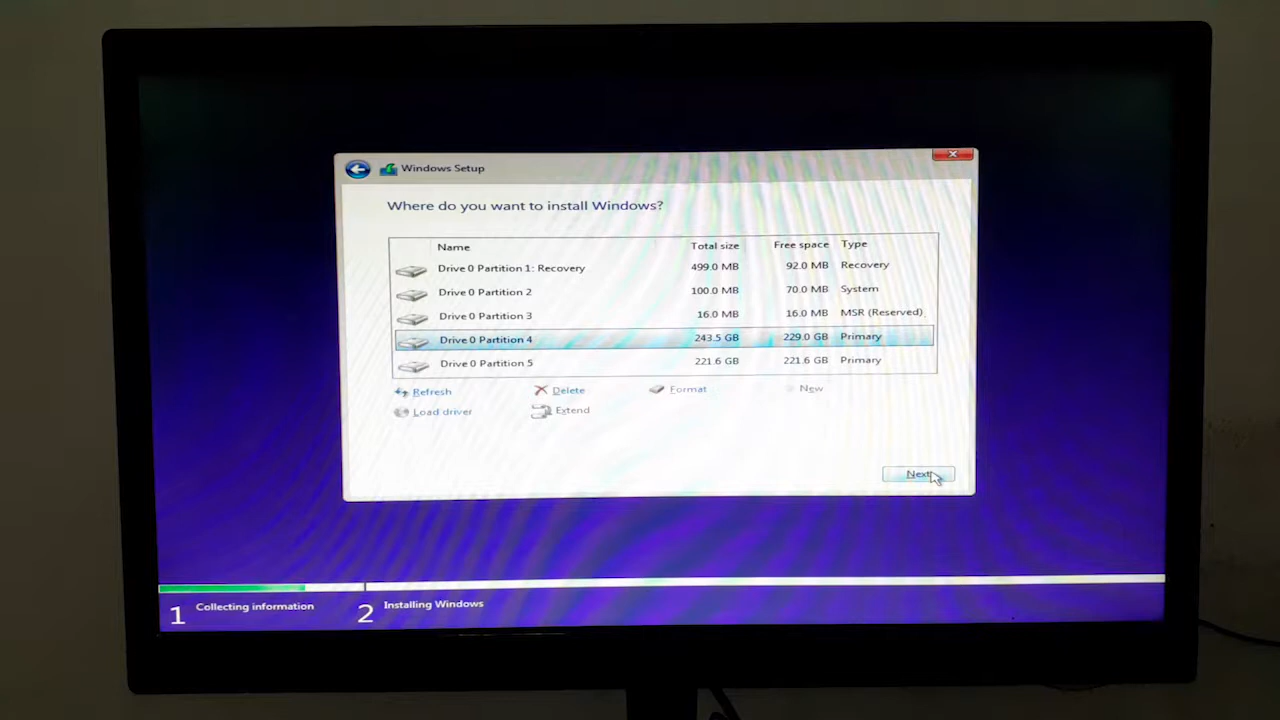 Windows Setup
Where do you want to install Windows?
Name Total size Free space Type
Drive 0 Partition 1: Recovery 499.0 MB 92.0 MB Recovery
Drive 0 Partition 2 100.0 MB 70.0 MB System
Drive 0 Partition 3 16.0 MB 16.0 MB MSR (Reserved)
Drive 0 Partition 4 243.5 GB 229.0 GB Primary
Drive 0 Partition 5 221.6 GB 221.6 GB Primary
Refresh Delete Format New
Load driver Extend
Next
1 Collecting information 2 Installing Windows